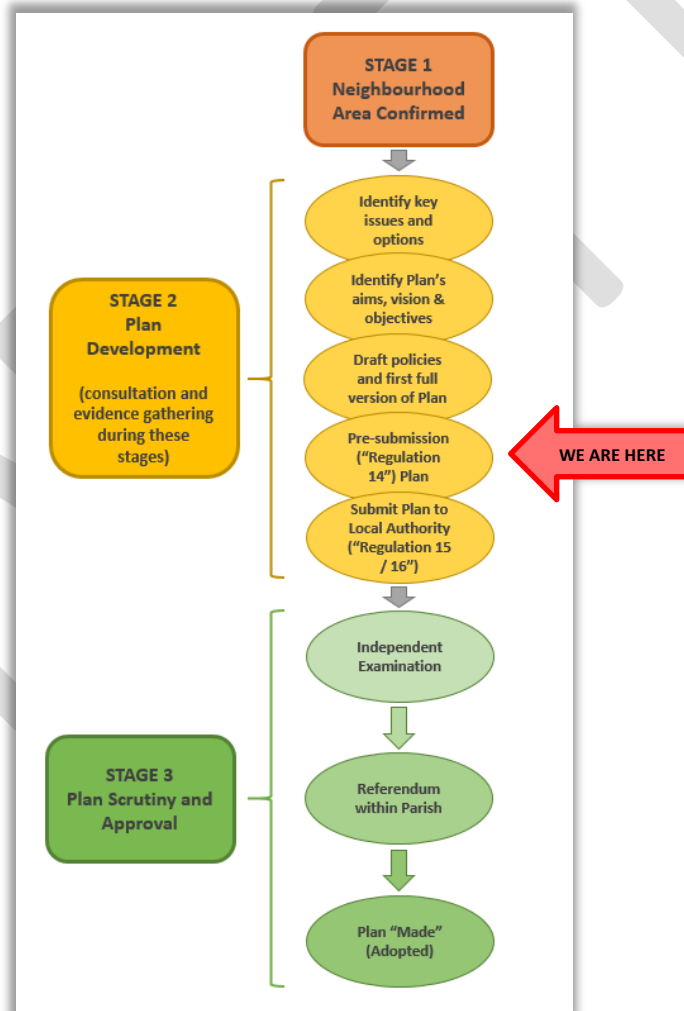 STAGE 1
Neighbourhood
Area Confirmed
Identify key
issues and
options
Identify Plan's
aims, vision &
objectives
STAGE 2
Plan
Development
(consultation and
evidence gathering
during these
stages)
Draft policies
and first full
version of Plan
Pre-submission
("Regulation
14") Plan
WE ARE HERE
Submit Plan to
Local Authority
("Regulation 15
/ 16")
Independent
Examination
STAGE 3
Plan Scrutiny and
Approval
Referendum
within Parish
Plan "Made"
(Adopted)